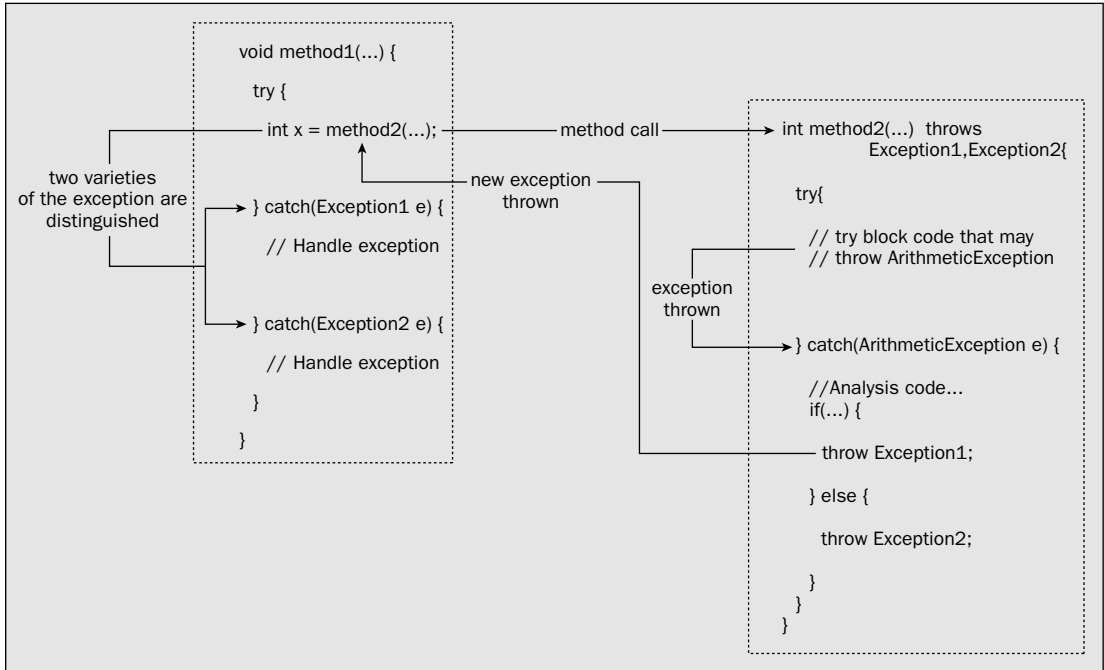 void method1(...) {
try {
int x = method2(...);
} catch(Exception1 e) {
// Handle exception
} catch(Exception2 e) {
// Handle exception
}
}
two varieties
of the exception are
distinguished
method call
new exception
thrown
int method2(...) throws
Exception1,Exception2{
try{
// try block code that may
// throw ArithmeticException
exception
thrown
} catch(ArithmeticException e) {
//Analysis code...
if(...) {
throw Exception1;
} else {
throw Exception2;
}
}
}